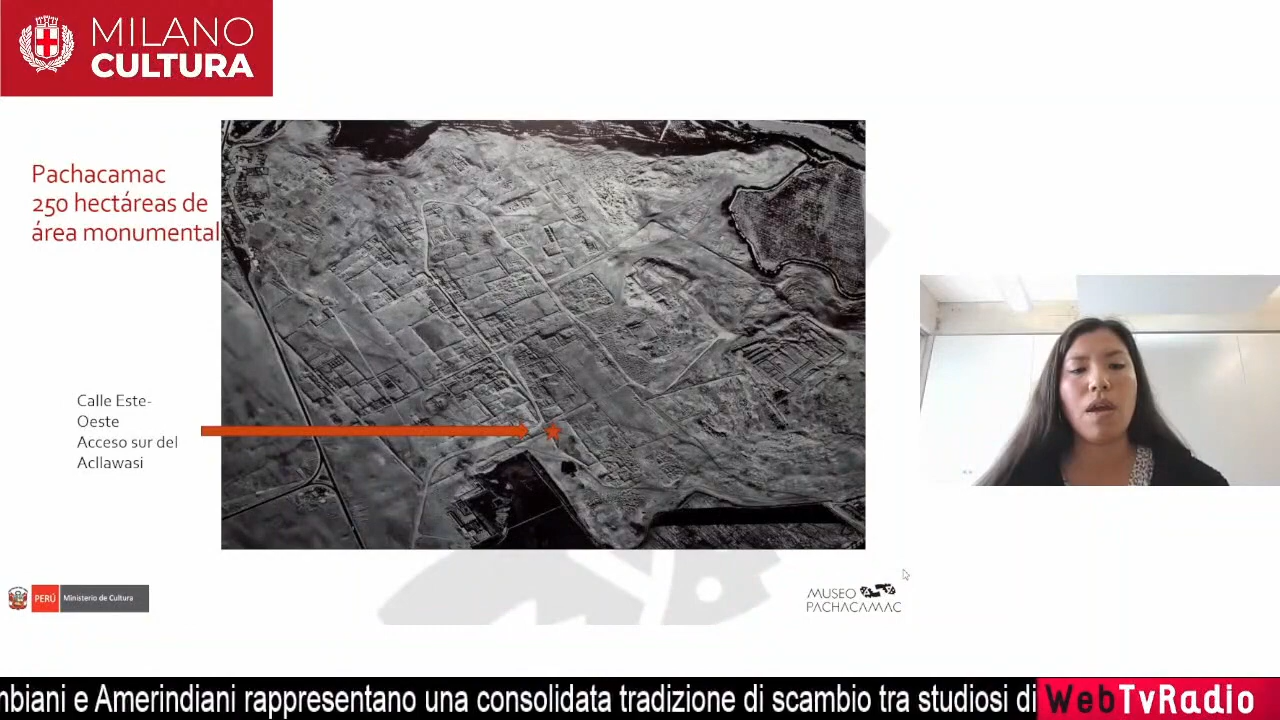 MILANO
CULTURA
Pachacamac
250 hectáreas de
área monumental
Calle Este-
Oeste
Acceso sur del
Acllawasi
PERÚ Ministerio de Cultura
MUSEO
PACHACAMAC
mbiani e Amerindiani rappresentano una consolidata tradizione di scambio tra studiosi di
WebTvRadio